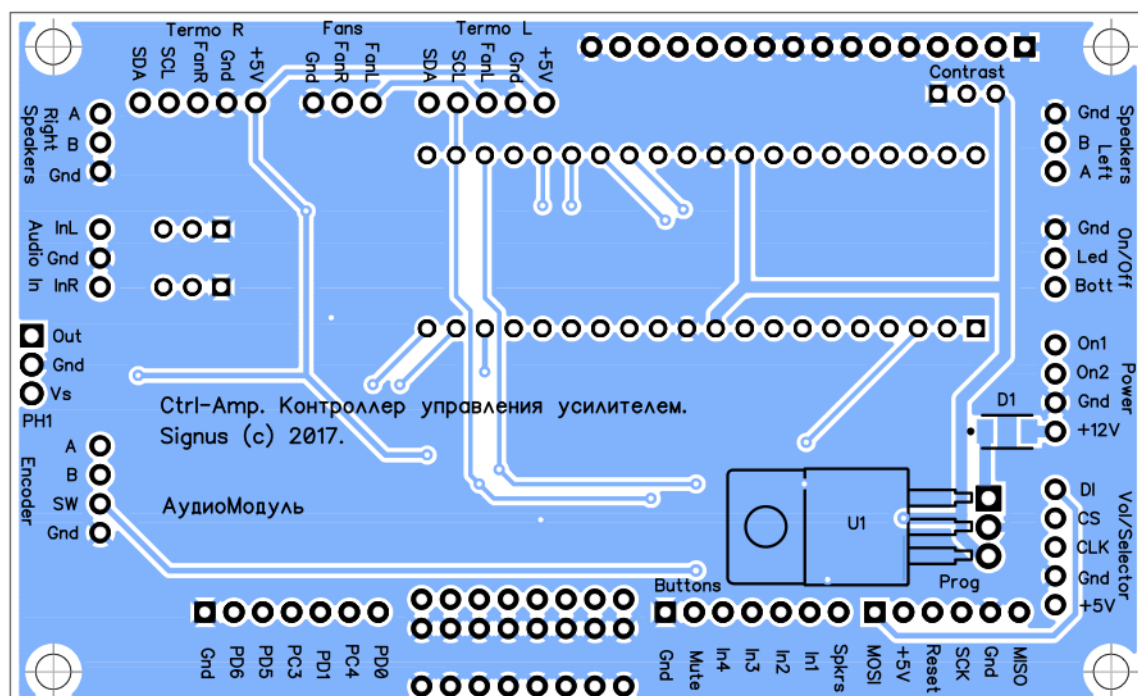 Termo R
Fans
Termo L
SDA
SCL
FanR
Gnd
+5V
Gnd
FanR
FanL
SDA
SCL
FanL
Gnd
+5V
Contrast
Right
Speakers
A
B
Gnd
Speakers
Left
Gnd
B
A
Audio
In
InL
Gnd
InR
On/Off
Gnd
Led
Bott
Out
Gnd
Vs
PH1
Power
On1
On2
Gnd
+12V
D1
Ctrl-Amp. Контроллер управления усилителем.
Signus (c) 2017.
Encoder
A
B
SW
Gnd
АудиоМодуль
U1
Vol/Selector
DI
CS
CLK
Gnd
+5V
Buttons
Prog
Gnd
PD6
PD5
PC3
PD1
PC4
PD0
Gnd
Mute
In4
In3
In2
In1
Spkrs
MOSI
+5V
Reset
SCK
Gnd
MISO